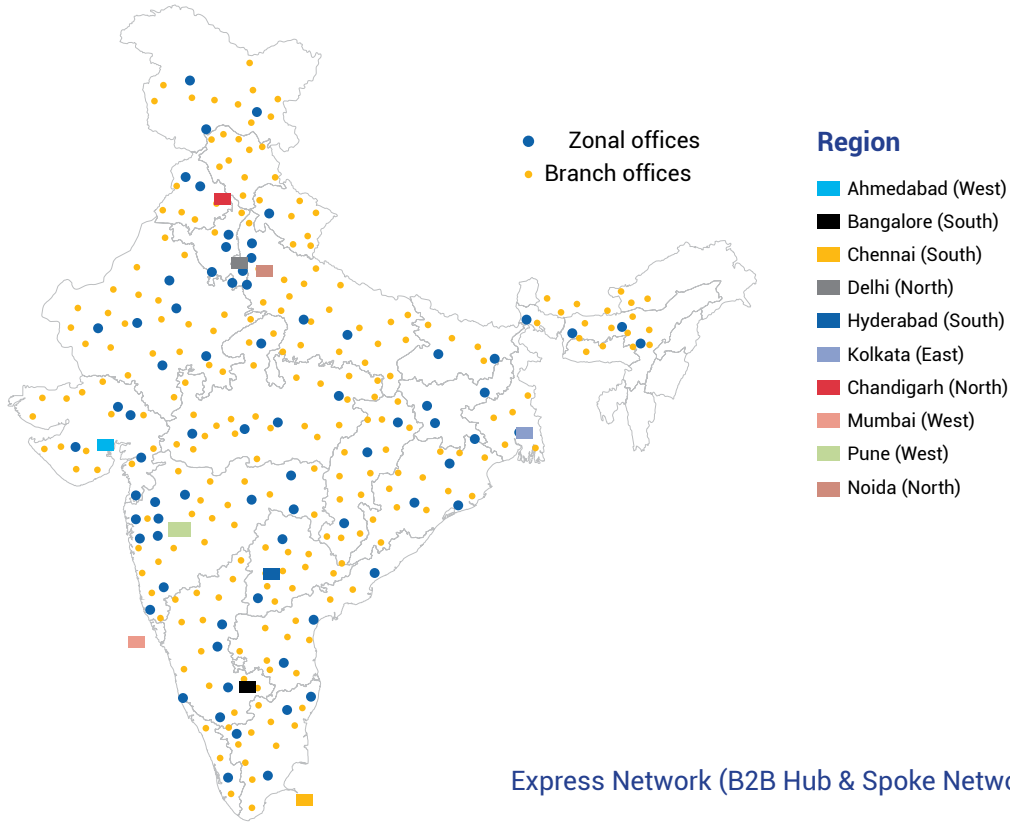 Zonal offices
Branch offices
Region
Ahmedabad (West)
Bangalore (South)
Chennai (South)
Delhi (North)
Hyderabad (South)
Kolkata (East)
Chandigarh (North)
Mumbai (West)
Pune (West)
Noida (North)
Express Network (B2B Hub & Spoke Netwo